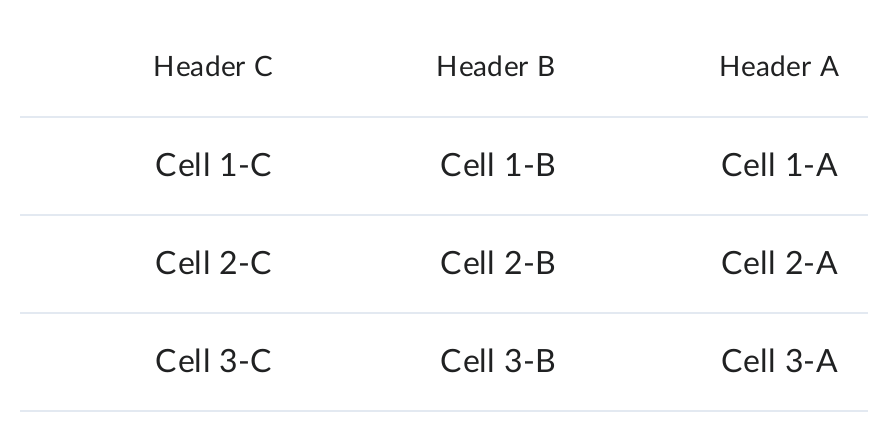 Header C Header B Header A
Cell 1-C Cell 1-B Cell 1-A
Cell 2-C Cell 2-B Cell 2-A
Cell 3-C Cell 3-B Cell 3-A